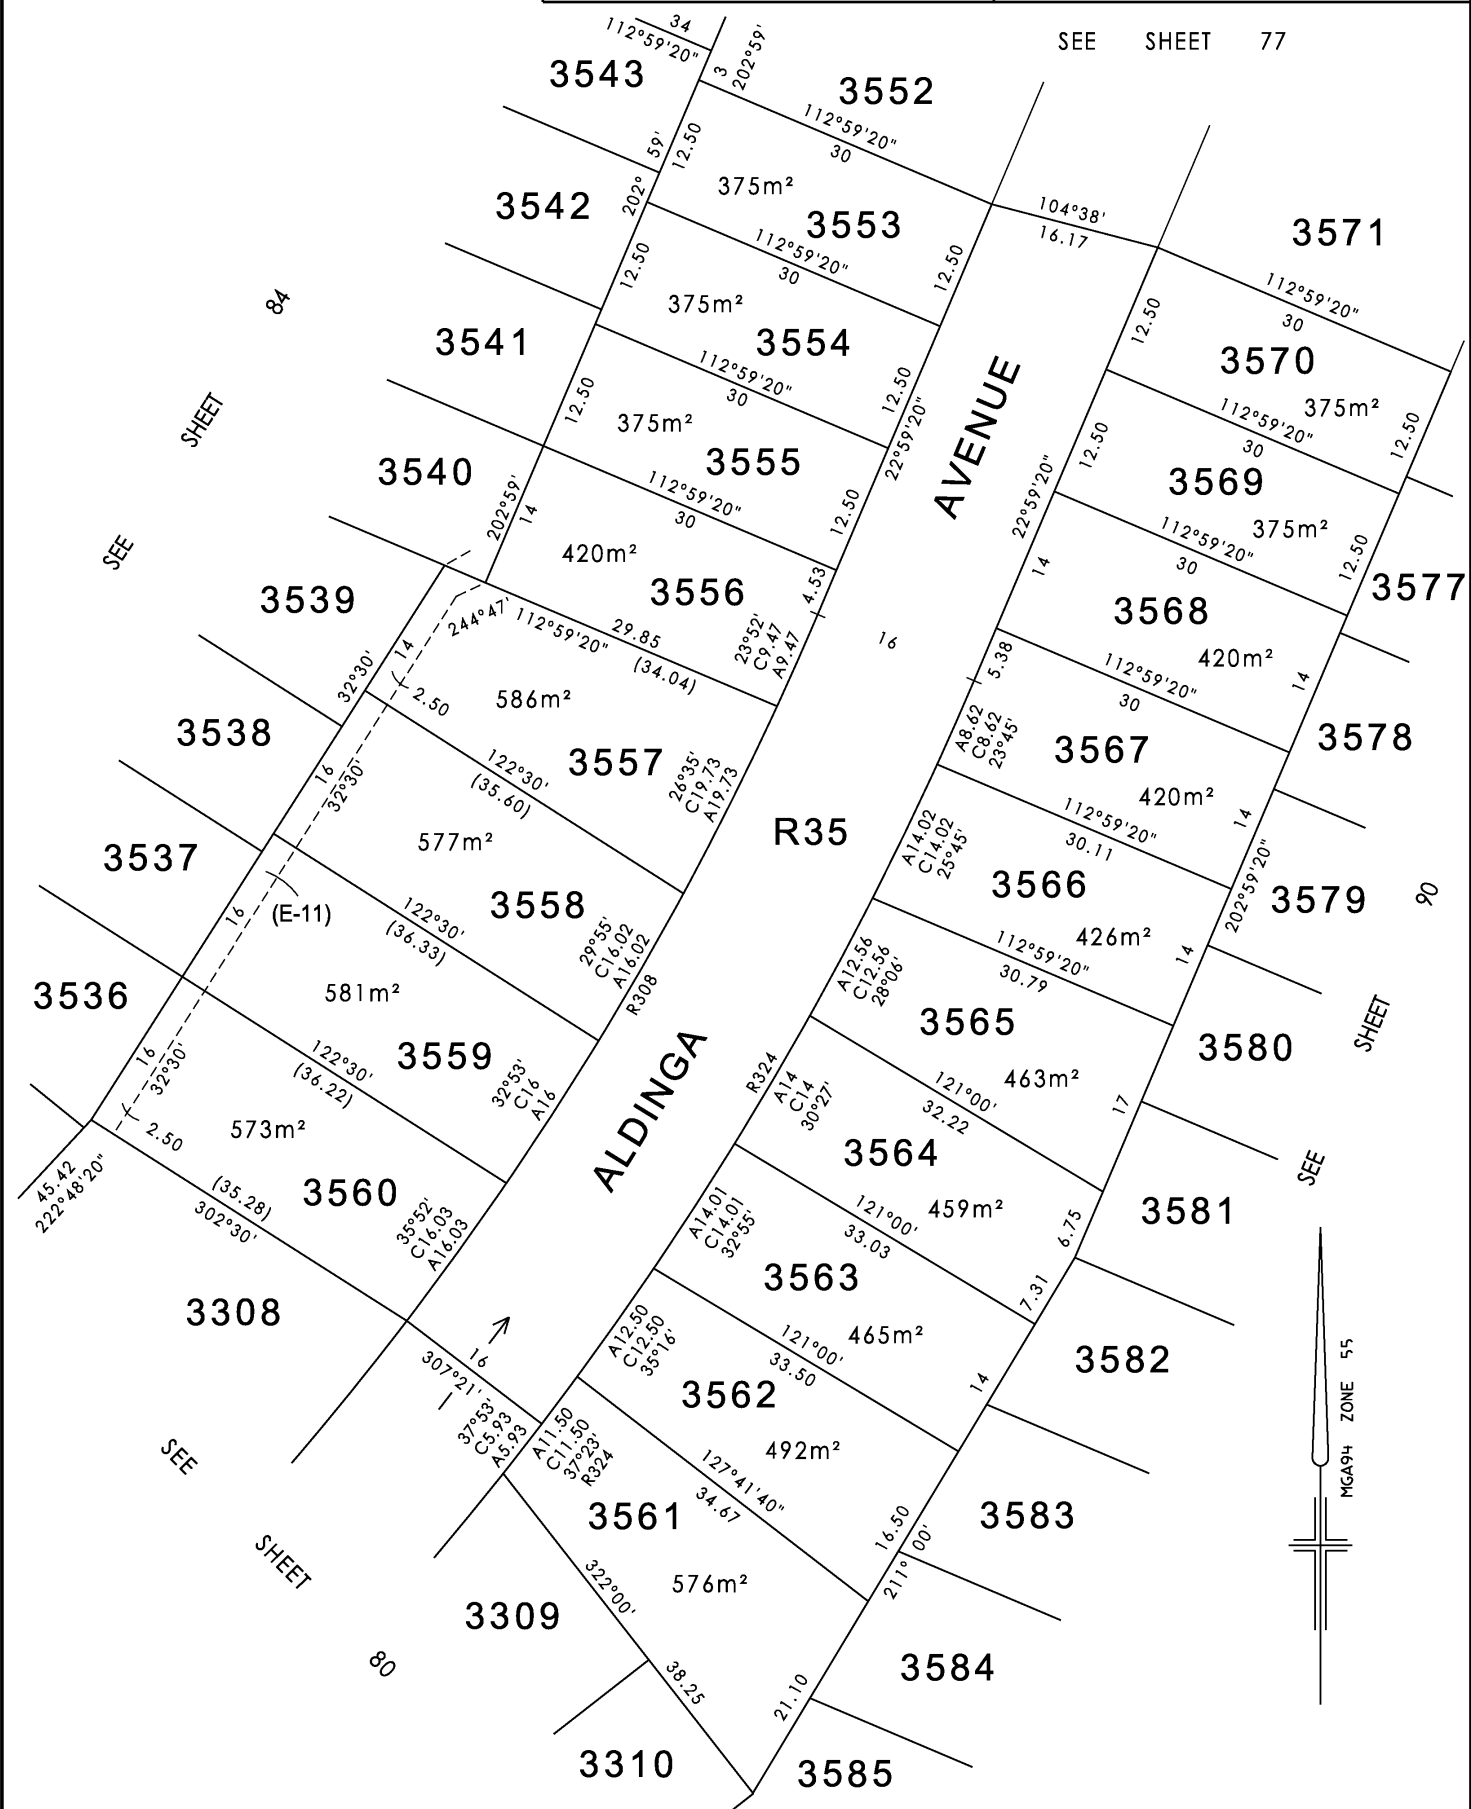 SEE SHEET 77
34
112°59'20"
3543
3
202°59'
3552
112°59'20"
30
59'
202°
12.50
375m²
3553
3542
112°59'20"
30
12.50
12.50
104°38'
16.17
3571
112°59'20"
30
12.50
84
SHEET
SEE
375m²
3554
3541
112°59'20"
30
12.50
12.50
22°59'20"
AVENUE
3570
375m²
112°59'20"
30
12.50
12.50
375m²
3555
3540
202°59'
14
112°59'20"
30
12.50
22°59'20"
3569
375m²
112°59'20"
30
14
12.50
3577
420m²
3556
4.53
23°52'
C9.47
A9.47
16
3539
244°47'
112°59'20"
29.85
(34.04)
3568
420m²
5.38
112°59'20"
30
14
32°30'
14
2.50
586m²
3557
26°35'
C19.73
A19.73
3538
122°30'
(35.60)
A8.62
C8.62
23°45'
3567
420m²
14
3578
16
32°30'
577m²
R35
112°59'20"
30.11
3537
3558
29°55'
C16.02
A16.02
A14.02
C14.02
25°45'
3566
426m²
202°59'20"
3579
90
SHEET
SEE
16
(E-11)
122°30'
(36.33)
R308
112°59'20"
30.79
14
3536
581m²
3559
32°53'
C16
A16
A12.56
C12.56
28°06'
3565
463m²
3580
16
32°30'
122°30'
(36.22)
ALDINGA
R324
121°00'
32.22
17
2.50
573m²
3560
35°52'
C16.03
A16.03
A14
C14
30°27'
3564
459m²
3581
45.42
222°48'20"
(35.28)
302°30'
121°00'
33.03
6.75
3308
A14.01
C14.01
32°55'
3563
465m²
7.31
3582
16
307°21'
121°00'
33.50
14
A12.50
C12.50
35°16'
3562
492m²
MGA94 ZONE 55
37°53'
C5.93
A5.93
A11.50
C11.50
37°23'
R324
127°41'40"
34.67
16.50
3583
SEE
SHEET
80
3561
576m²
211°00'
3309
322°00'
38.25
3584
21.10
3310
3585